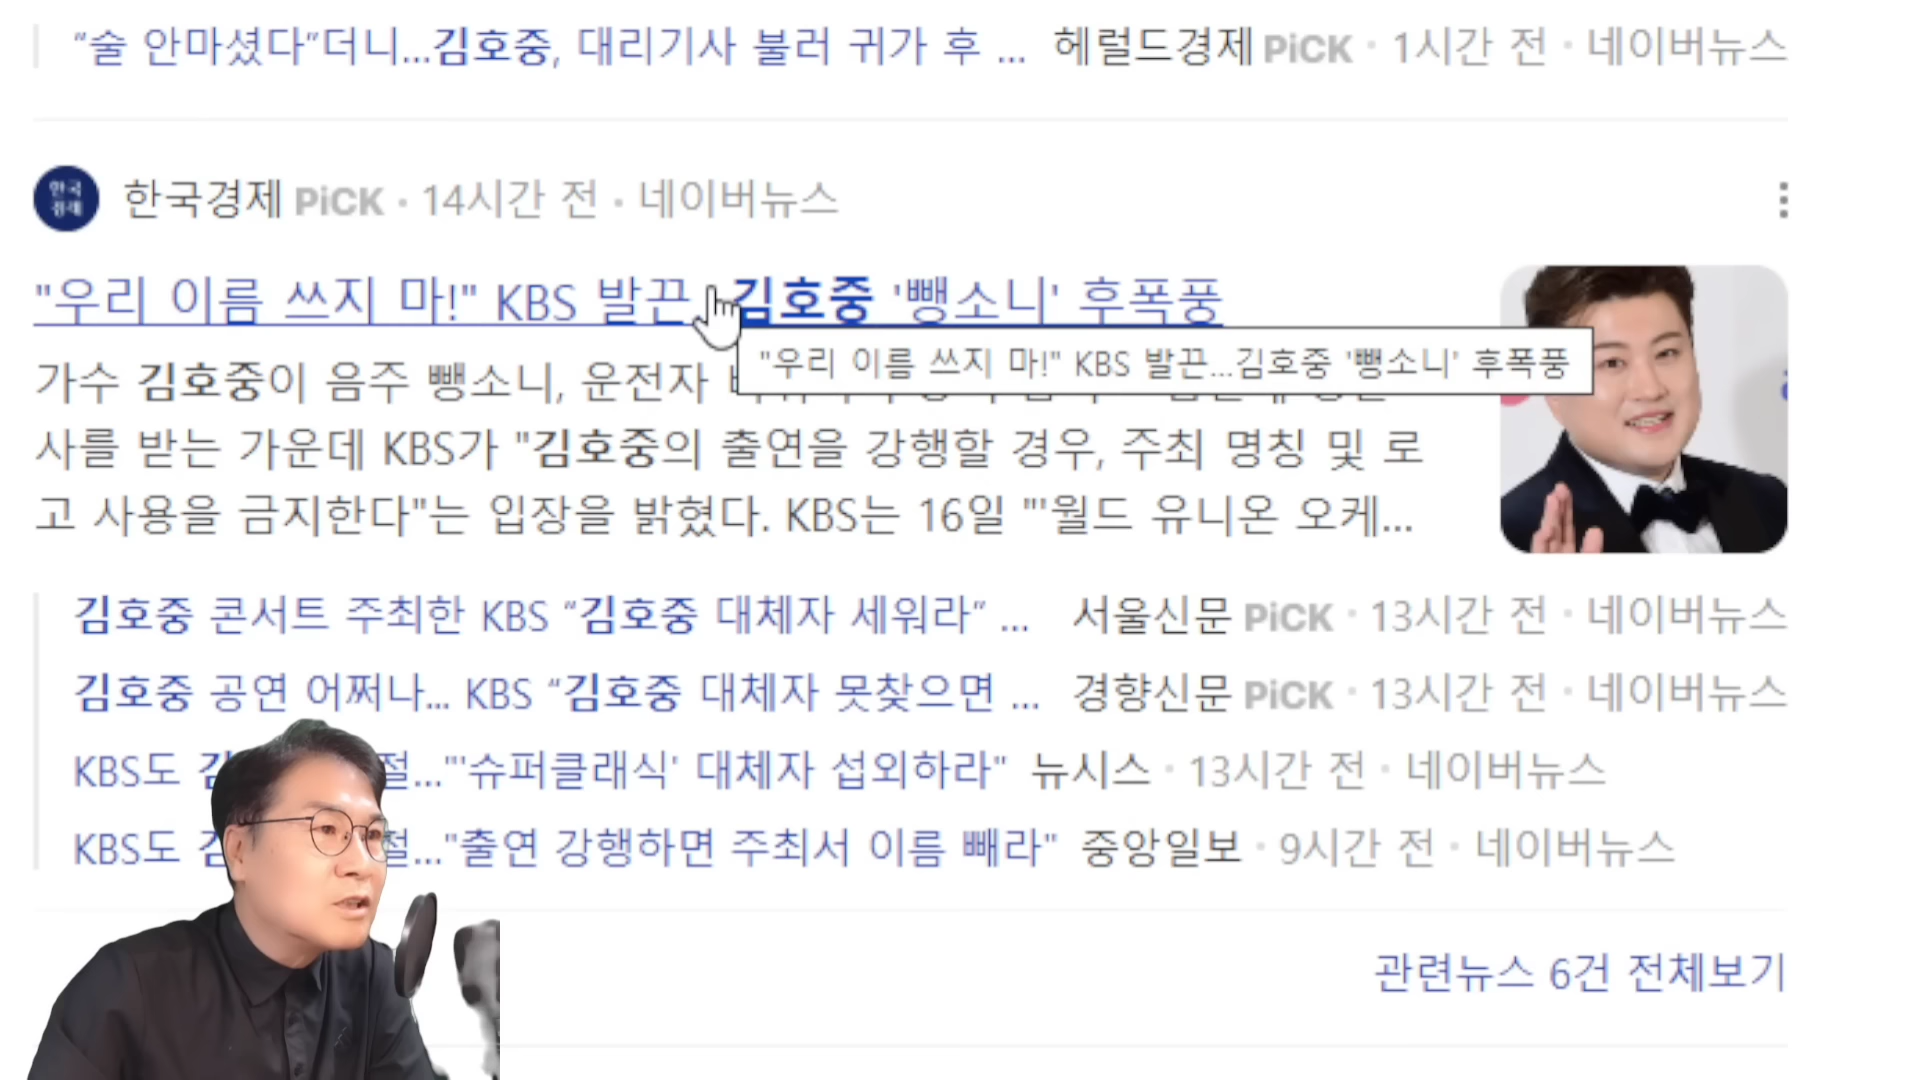 “술 안마셨다”더니...김호중, 대리기사 불러 귀가 후 ... 헤럴드경제 PiCK · 1시간 전 · 네이버뉴스
한국경제
한국경제 PiCK · 14시간 전 · 네이버뉴스
"우리 이름 쓰지 마!" KBS 발끈 김호중 '뺑소니' 후폭풍
"우리 이름 쓰지 마!" KBS 발끈...김호중 '뺑소니' 후폭풍
가수 김호중이 음주 뺑소니, 운전자
사를 받는 가운데 KBS가 "김호중의 출연을 강행할 경우, 주최 명칭 및 로
고 사용을 금지한다"는 입장을 밝혔다. KBS는 16일 "'월드 유니온 오케...
김호중 콘서트 주최한 KBS “김호중 대체자 세워라” ... 서울신문 PiCK · 13시간 전 · 네이버뉴스
김호중 공연 어쩌나... KBS “김호중 대체자 못찾으면 ... 경향신문 PiCK · 13시간 전 · 네이버뉴스
KBS도 김 절..."'슈퍼클래식' 대체자 섭외하라" 뉴시스 · 13시간 전 · 네이버뉴스
KBS도 김 절..."출연 강행하면 주최서 이름 빼라" 중앙일보 · 9시간 전 · 네이버뉴스
관련뉴스 6건 전체보기